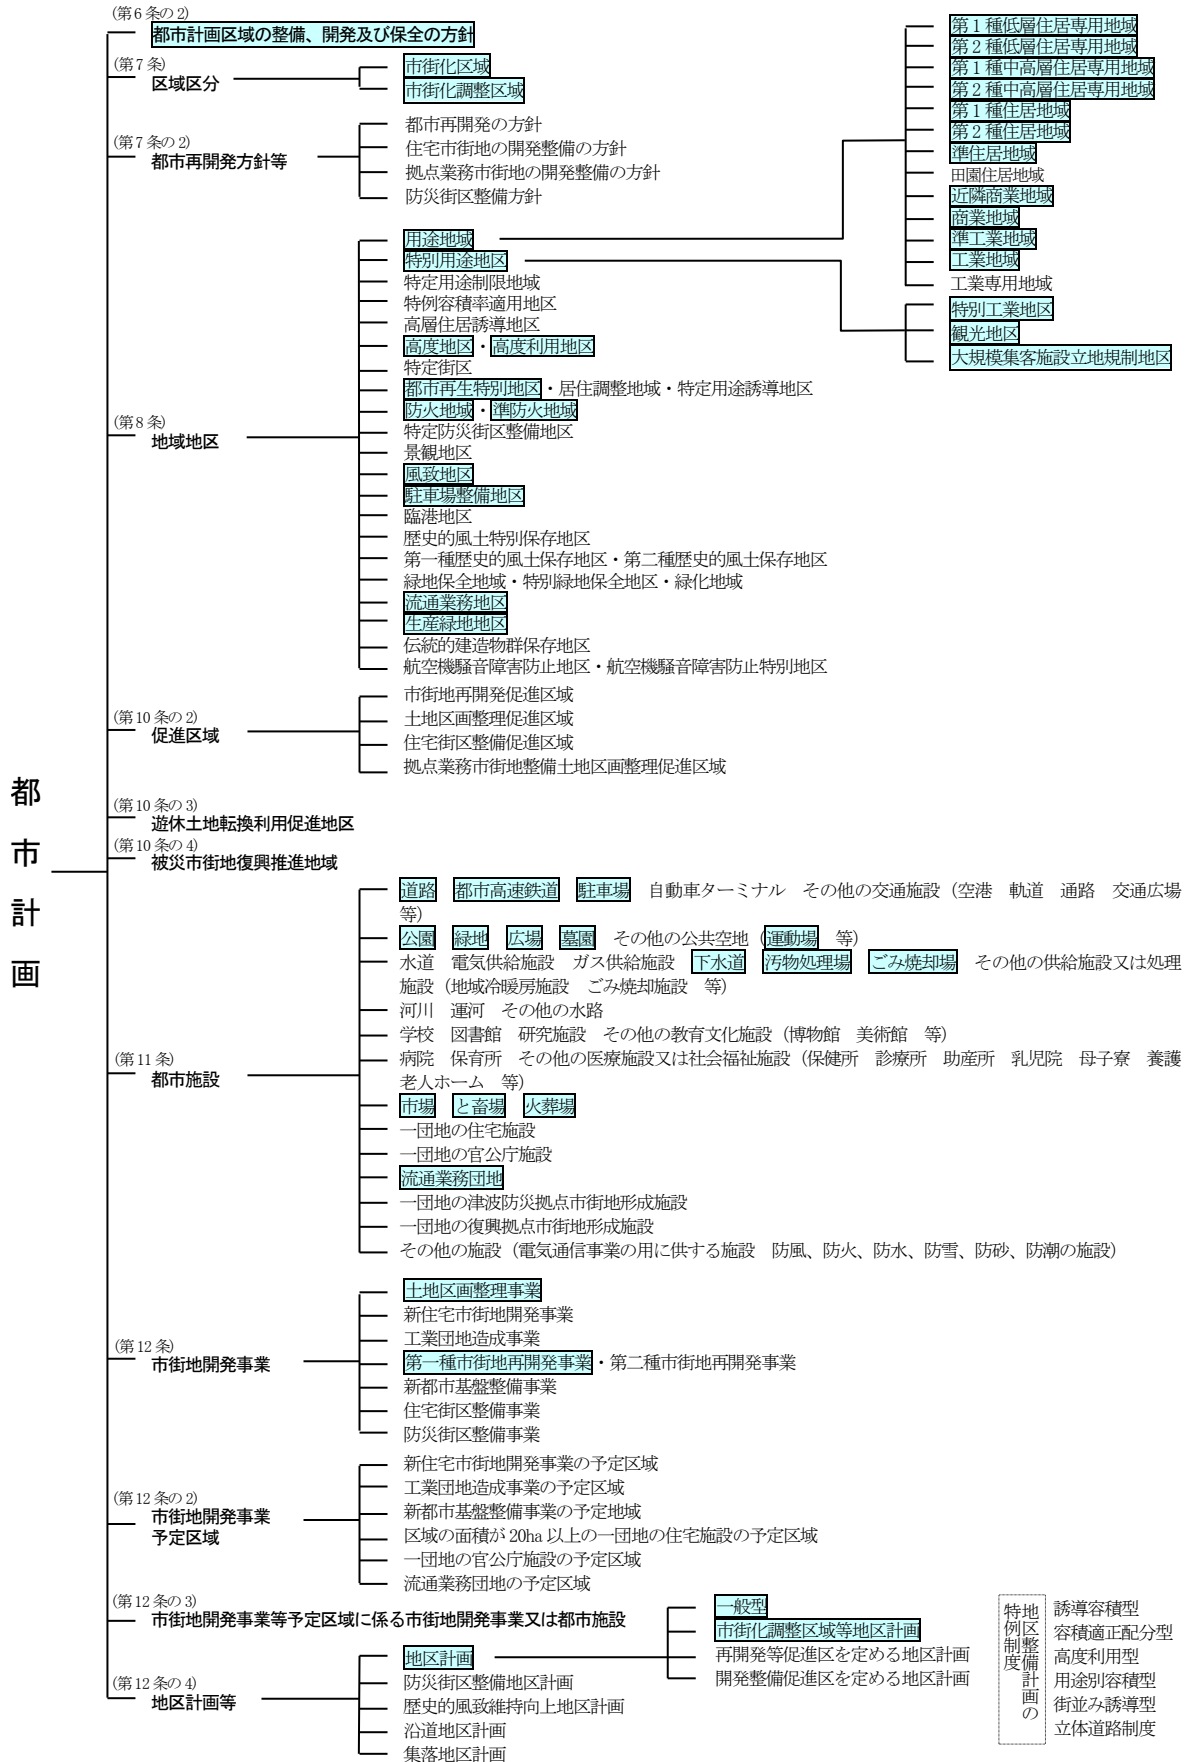 都市計画
(第6条の2)
都市計画区域の整備、開発及び保全の方針
(第7条)
区域区分
市街化区域
市街化調整区域
(第7条の2)
都市再開発方針等
都市再開発の方針
住宅市街地の開発整備の方針
拠点業務市街地の開発整備の方針
防災街区整備方針
(第8条)
地域地区
用途地域
特別用途地区
特定用途制限地域
特例容積率適用地区
高層住居誘導地区
高度地区・高度利用地区
特定街区
都市再生特別地区・居住調整地域・特定用途誘導地区
防火地域・準防火地域
特定防災街区整備地区
景観地区
風致地区
駐車場整備地区
臨港地区
歴史的風土特別保存地区
第一種歴史的風土保存地区・第二種歴史的風土保存地区
緑地保全地域・特別緑地保全地区・緑化地域
流通業務地区
生産緑地地区
伝統的建造物群保存地区
航空機騒音障害防止地区・航空機騒音障害防止特別地区
第1種低層住居専用地域
第2種低層住居専用地域
第1種中高層住居専用地域
第2種中高層住居専用地域
第1種住居地域
第2種住居地域
準住居地域
田園住居地域
近隣商業地域
商業地域
準工業地域
工業地域
工業専用地域
特別工業地区
観光地区
大規模集客施設立地規制地区
(第10条の2)
促進区域
市街地再開発促進区域
土地区画整理促進区域
住宅街区整備促進区域
拠点業務市街地整備土地区画整理促進区域
(第10条の3)
遊休土地転換利用促進地区
(第10条の4)
被災市街地復興推進地域
(第11条)
都市施設
道路　都市高速鉄道　駐車場　自動車ターミナル　その他の交通施設（空港　軌道　通路　交通広場
等）
公園　緑地　広場　墓園　その他の公共空地（運動場　等）
水道　電気供給施設　ガス供給施設　下水道　汚物処理場　ごみ焼却場　その他の供給施設又は処理
施設（地域冷暖房施設　ごみ焼却施設　等）
河川　運河　その他の水路
学校　図書館　研究施設　その他の教育文化施設（博物館　美術館　等）
病院　保育所　その他の医療施設又は社会福祉施設（保健所　診療所　助産所　乳児院　母子寮　養護
老人ホーム　等）
市場　と畜場　火葬場
一団地の住宅施設
一団地の官公庁施設
流通業務団地
一団地の津波防災拠点市街地形成施設
一団地の復興拠点市街地形成施設
その他の施設（電気通信事業の用に供する施設　防風、防火、防水、防雪、防砂、防潮の施設）
(第12条)
市街地開発事業
土地区画整理事業
新住宅市街地開発事業
工業団地造成事業
第一種市街地再開発事業・第二種市街地再開発事業
新都市基盤整備事業
住宅街区整備事業
防災街区整備事業
(第12条の2)
市街地開発事業
予定区域
新住宅市街地開発事業の予定区域
工業団地造成事業の予定区域
新都市基盤整備事業の予定地域
区域の面積が20ha以上の一団地の住宅施設の予定区域
一団地の官公庁施設の予定区域
流通業務団地の予定区域
(第12条の3)
市街地開発事業等予定区域に係る市街地開発事業又は都市施設
(第12条の4)
地区計画等
地区計画
防災街区整備地区計画
歴史的風致維持向上地区計画
沿道地区計画
集落地区計画
一般型
市街化調整区域等地区計画
再開発等促進区を定める地区計画
開発整備促進区を定める地区計画
地区整備計画の
特例制度
誘導容積型
容積適正配分型
高度利用型
用途別容積型
街並み誘導型
立体道路制度